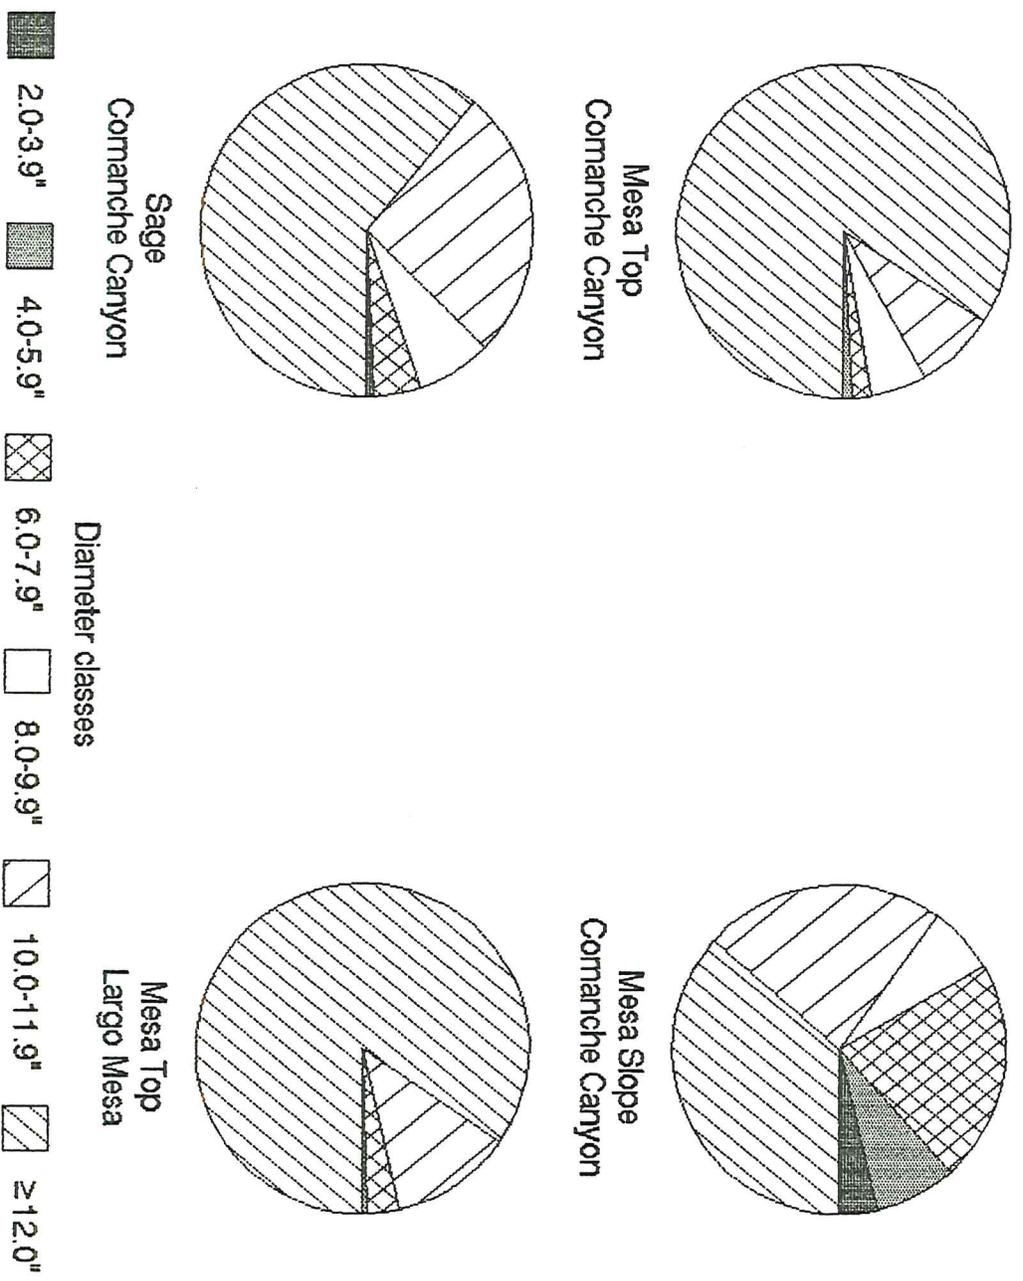 Mesa Top
Comanche Canyon
Mesa Slope
Comanche Canyon
Sage
Comanche Canyon
Mesa Top
Largo Mesa
Diameter classes
2.0-3.9" 4.0-5.9" 6.0-7.9" 8.0-9.9" 10.0-11.9" ≥12.0"